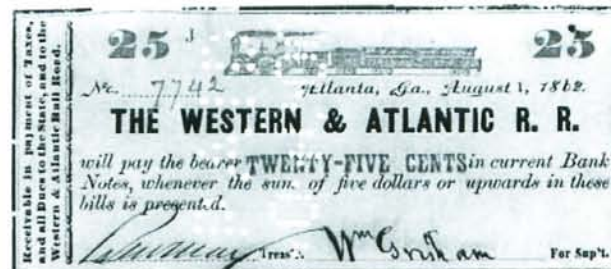 Receivable in payment of Taxes,
and all Dues to the State, and to the
Western & Atlantic Rail Road.
25 J 25
No. 7742 Atlanta, Ga., August 1, 1862.
THE WESTERN & ATLANTIC R. R.
will pay the bearer TWENTY-FIVE CENTS in current Bank
Notes, whenever the sum of five dollars or upwards in these
bills is presented.
Treas'r. Wm Grisham For Sup't.